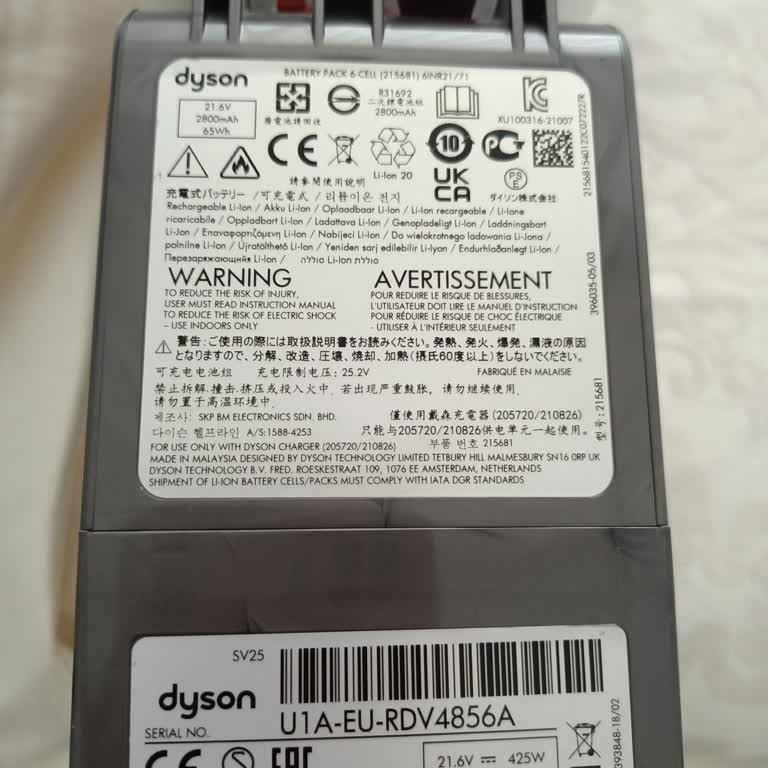 dyson
BATTERY PACK 6-CELL (215681) 6INR21/71
21.6V
2800mAh
65Wh
廢電池請回收
R31692
二次鋰電池組
2800mAh
XU100316-21007
10
PC
CE
Li-Ion 20
UK
CA
PS
E
請參閱使用說明
ダイソン株式会社
充電式バッテリー / 可充電式 / 리튬이온 전지
Rechargeable Li-Ion / Akku Li-Ion / Oplaadbaar Li-Ion / Li-Ion recargeable / Li-Ione
ricaricabile / Oppladbart Li-Ion / Ladattava Li-Ion / Genopladeligt Li-Ion / Laddningsbart
Li-Jon / Επαναφορτιζόμενη Li-Ion / Nabijeci Li-Ion / Do wielokrotnego ladowania Li-Jona /
polnilne Li-Ion / Újratölthető Li-Ion / Yeniden sarj edilebilir Li-Iyon / Endurhlaðanlegt Li-Ion /
Перезаряжающийя Li-Ion / סוללת Li-Ion סוללה
WARNING
TO REDUCE THE RISK OF INJURY,
USER MUST READ INSTRUCTION MANUAL
TO REDUCE THE RISK OF ELECTRIC SHOCK
– USE INDOORS ONLY
AVERTISSEMENT
POUR REDUIRE LE RISQUE DE BLESSURES,
L'UTILISATEUR DOIT LIRE LE MANUEL D'INSTRUCTION
POUR RÉDUIRE LE RISQUE DE CHOC ÉLECTRIQUE
- UTILISER À L'INTÉRIEUR SEULEMENT
警告: ご使用の際には取扱説明書をお読みください。発熱、発火、爆発、漏液の原因
となりますので、分解、改造、圧壊、焼却、加熱(摂氏60度以上)をしないでください。
可充电电池组 充电限制电压: 25.2V FABRIQUÉ EN MALAISIE
禁止拆解、撞击、挤压或投入火中. 若出现严重鼓胀, 请勿继续使用.
请勿置于高温环境中.
제조사: SKP BM ELECTRONICS SDN. BHD. 僅使用戴森充電器 (205720/210826)
다이슨 헬프라인 A/S:1588-4253 只能与205720/210826供电单元一起使用。
FOR USE ONLY WITH DYSON CHARGER (205720/210826) 부품 번호 215681
MADE IN MALAYSIA DESIGNED BY DYSON TECHNOLOGY LIMITED TETBURY HILL MALMESBURY SN16 0RP UK
DYSON TECHNOLOGY B.V. FRED. ROESKESTRAAT 109, 1076 EE AMSTERDAM, NETHERLANDS
SHIPMENT OF LI-ION BATTERY CELLS/PACKS MUST COMPLY WITH IATA DGR STANDARDS
396035-05/03
型号: 215681
SV25
dyson
SERIAL NO.
U1A-EU-RDV4856A
CE
EAC
21.6V 425W
393848-18/02